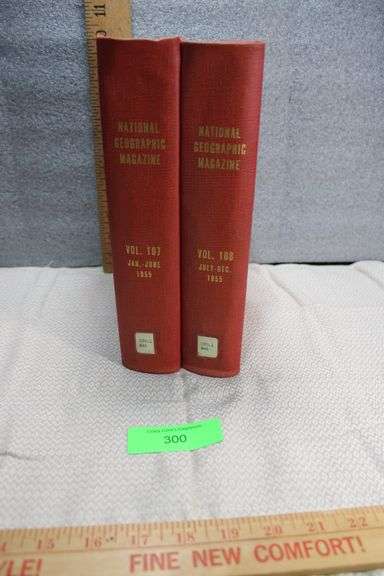 11
NATIONAL
GEOGRAPHIC
MAGAZINE
VOL. 107
JAN.-JUNE
1955
NATIONAL
GEOGRAPHIC
MAGAZINE
VOL. 108
JULY-DEC.
1955
300
15 16 17 18 19 20 21 22
FINE NEW COMFORT!